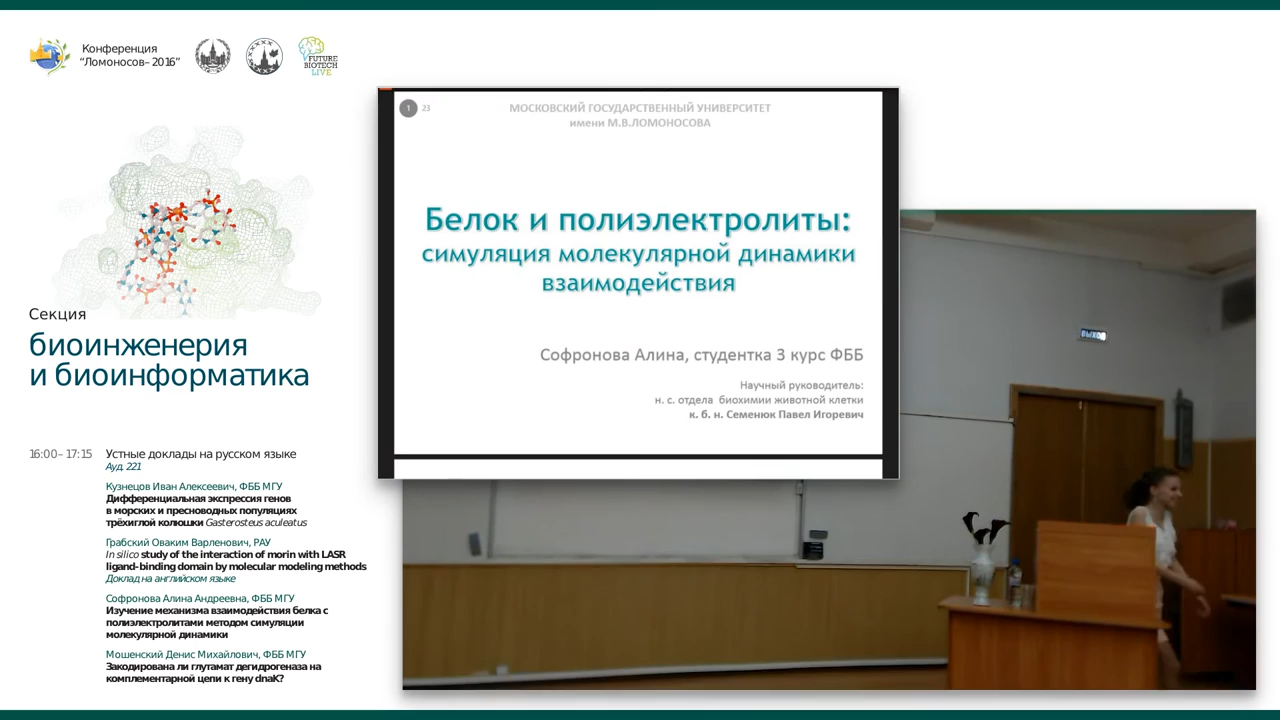 Конференция
“Ломоносов–2016”
FUTURE
BIOTECH
LIVE
1 23
МОСКОВСКИЙ ГОСУДАРСТВЕННЫЙ УНИВЕРСИТЕТ
имени М.В.ЛОМОНОСОВА
Белок и полиэлектролиты:
симуляция молекулярной динамики
взаимодействия
Софронова Алина, студентка 3 курс ФББ
Научный руководитель:
н. с. отдела биохимии животной клетки
к. б. н. Семенюк Павел Игоревич
ВЫХОД
Секция
биоинженерия
и биоинформатика
16:00–17:15 Устные доклады на русском языке
Ауд. 221
Кузнецов Иван Алексеевич, ФББ МГУ
Дифференциальная экспрессия генов
в морских и пресноводных популяциях
трёхиглой колюшки Gasterosteus aculeatus
Грабский Оваким Варленович, РАУ
In silico study of the interaction of morin with LASR
ligand-binding domain by molecular modeling methods
Доклад на английском языке
Софронова Алина Андреевна, ФББ МГУ
Изучение механизма взаимодействия белка с
полиэлектролитами методом симуляции
молекулярной динамики
Мошенский Денис Михайлович, ФББ МГУ
Закодирована ли глутамат дегидрогеназа на
комплементарной цепи к гену dnaK?